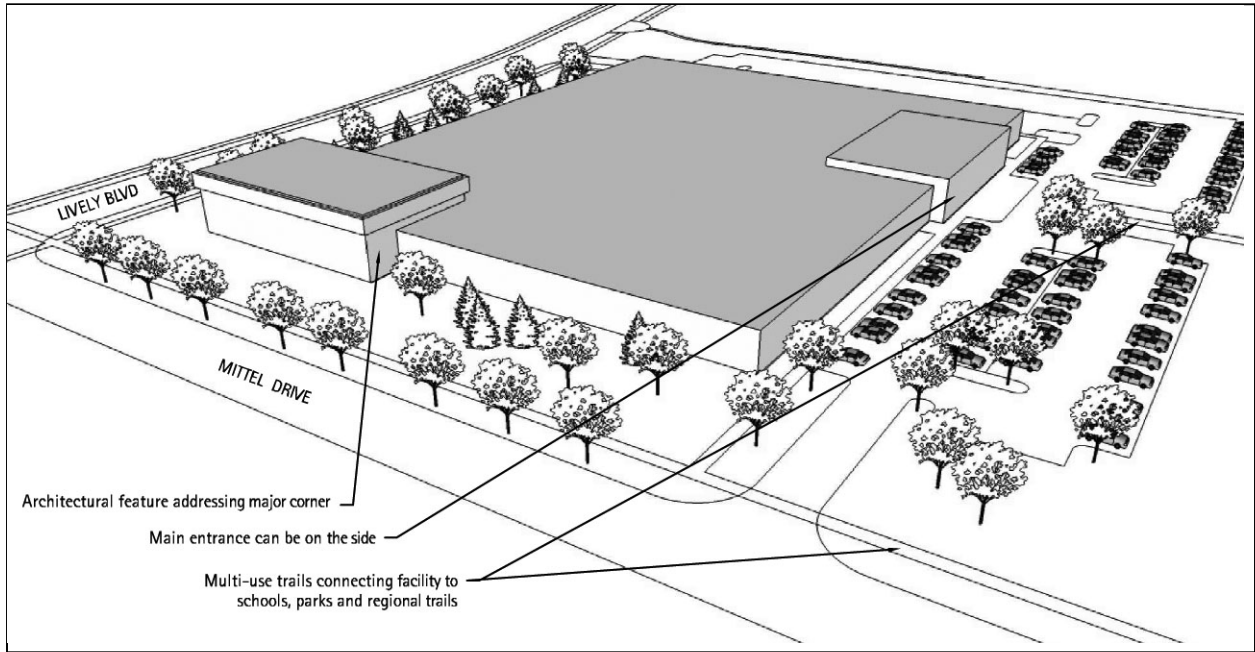 LIVELY BLVD
MITTEL DRIVE
Architectural feature addressing major corner
Main entrance can be on the side
Multi-use trails connecting facility to
schools, parks and regional trails